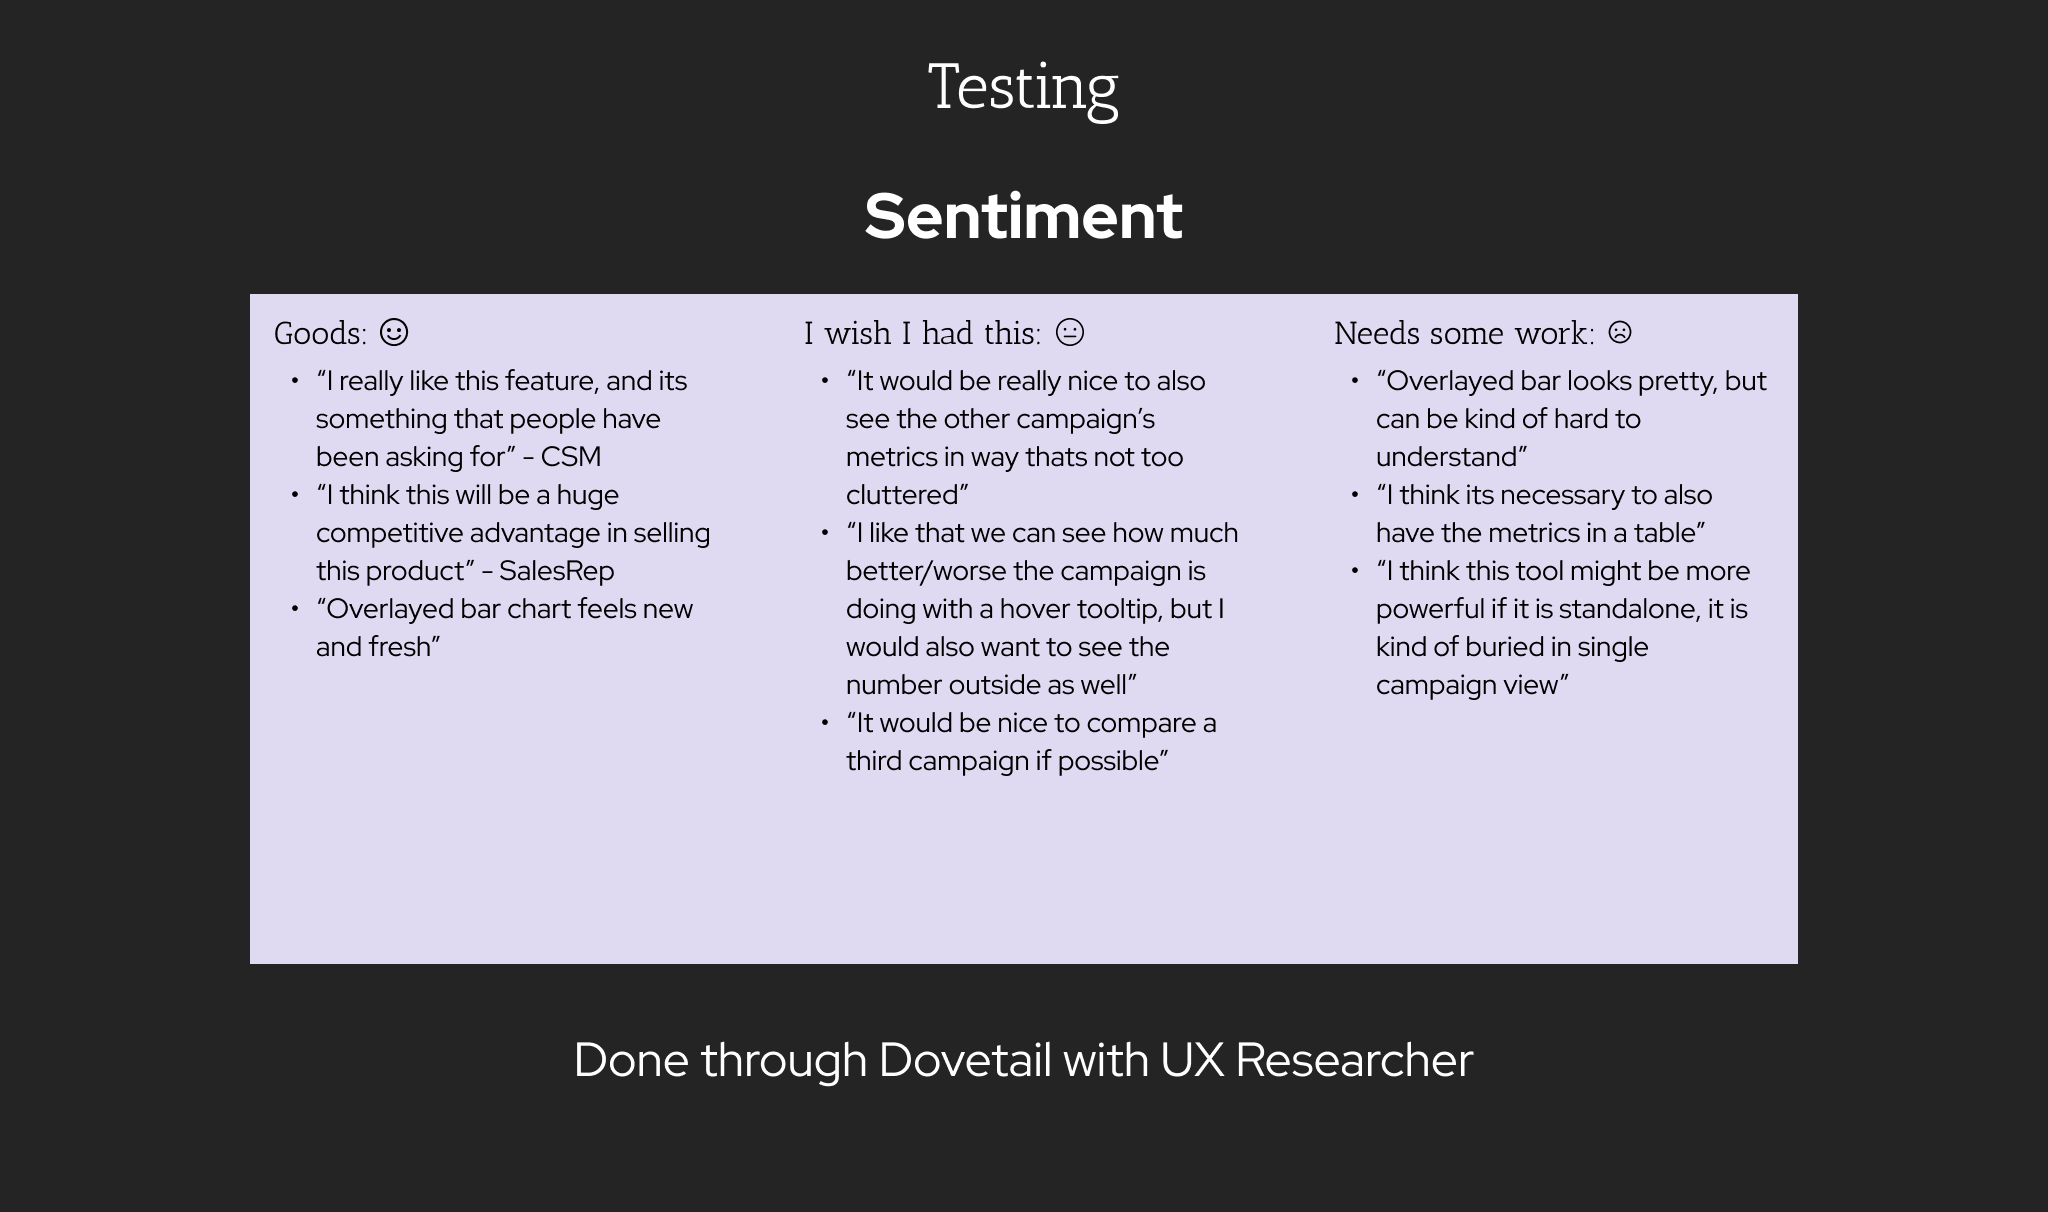 Testing
Sentiment
Goods: ☺
• “I really like this feature, and its
something that people have
been asking for” - CSM
• “I think this will be a huge
competitive advantage in selling
this product” - SalesRep
• “Overlayed bar chart feels new
and fresh”
I wish I had this: 😐
• “It would be really nice to also
see the other campaign’s
metrics in way thats not too
cluttered”
• “I like that we can see how much
better/worse the campaign is
doing with a hover tooltip, but I
would also want to see the
number outside as well”
• “It would be nice to compare a
third campaign if possible”
Needs some work: ☹
• “Overlayed bar looks pretty, but
can be kind of hard to
understand”
• “I think its necessary to also
have the metrics in a table”
• “I think this tool might be more
powerful if it is standalone, it is
kind of buried in single
campaign view”
Done through Dovetail with UX Researcher